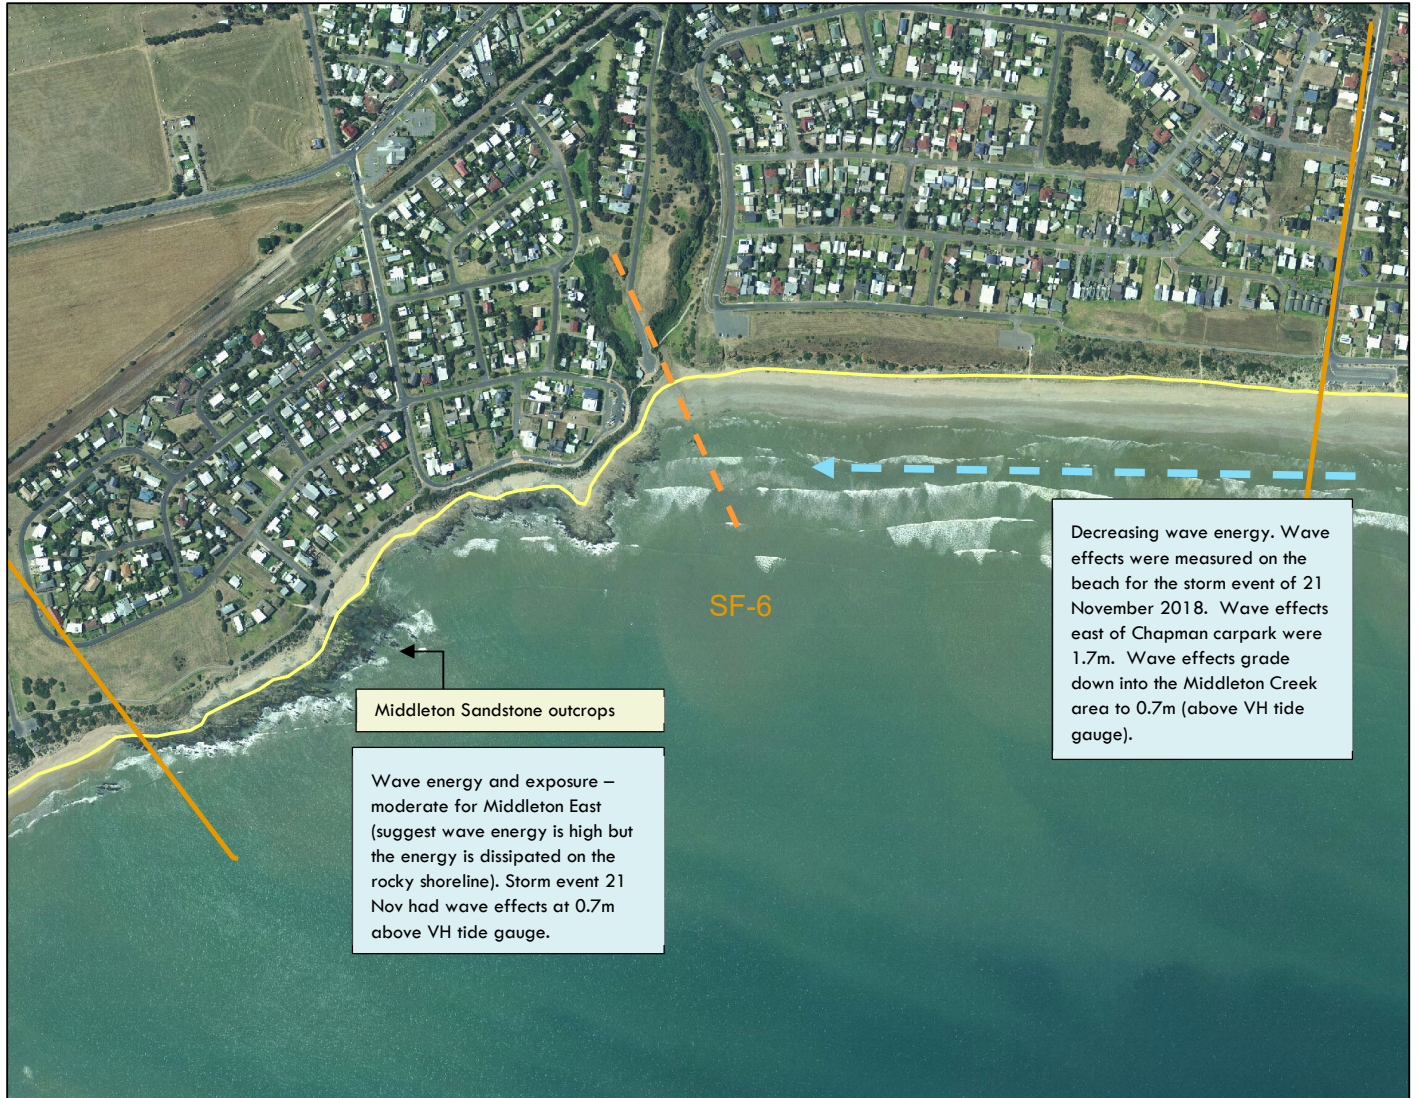 SF-6
Decreasing wave energy. Wave
effects were measured on the
beach for the storm event of 21
November 2018. Wave effects
east of Chapman carpark were
1.7m. Wave effects grade
down into the Middleton Creek
area to 0.7m (above VH tide
gauge).
Middleton Sandstone outcrops
Wave energy and exposure –
moderate for Middleton East
(suggest wave energy is high but
the energy is dissipated on the
rocky shoreline). Storm event 21
Nov had wave effects at 0.7m
above VH tide gauge.